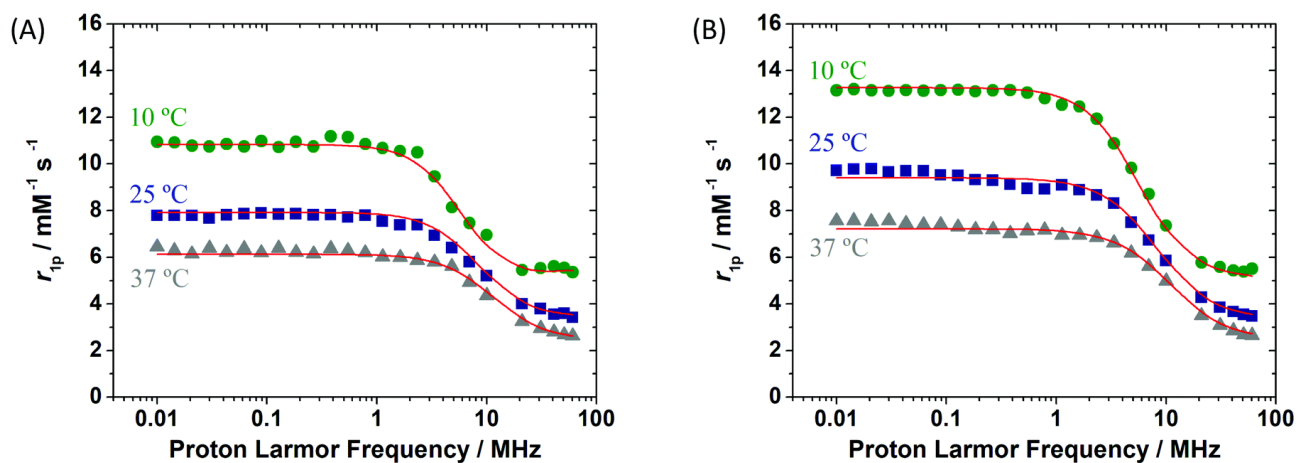 (A)
16
14
12
10
8
6
4
2
0
r1p / mM⁻¹ s⁻¹
10 ºC
25 ºC
37 ºC
0.01 0.1 1 10 100
Proton Larmor Frequency / MHz
(B)
16
14
12
10
8
6
4
2
0
r1p / mM⁻¹ s⁻¹
10 ºC
25 ºC
37 ºC
0.01 0.1 1 10 100
Proton Larmor Frequency / MHz